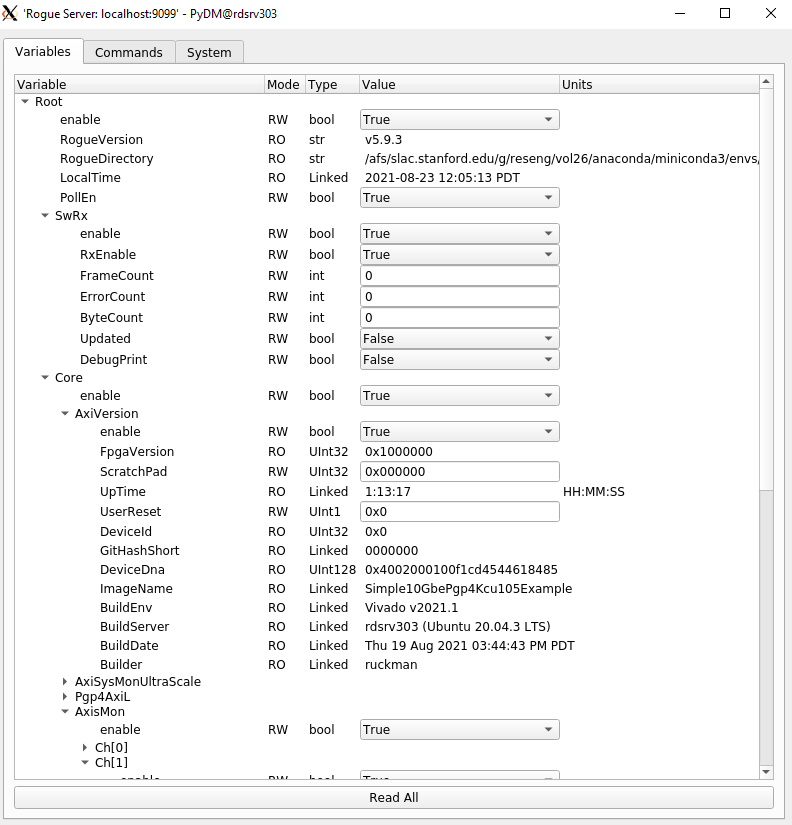 'Rogue Server: localhost:9099' - PyDM@rdsrv303
Variables Commands System
Variable Mode Type Value Units
Root
enable RW bool True
RogueVersion RO str v5.9.3
RogueDirectory RO str /afs/slac.stanford.edu/g/reseng/vol26/anaconda/miniconda3/envs/
LocalTime RO Linked 2021-08-23 12:05:13 PDT
PollEn RW bool True
SwRx
enable RW bool True
RxEnable RW bool True
FrameCount RW int 0
ErrorCount RW int 0
ByteCount RW int 0
Updated RW bool False
DebugPrint RW bool False
Core
enable RW bool True
AxiVersion
enable RW bool True
FpgaVersion RO UInt32 0x1000000
ScratchPad RW UInt32 0x000000
UpTime RO Linked 1:13:17 HH:MM:SS
UserReset RW UInt1 0x0
DeviceId RO UInt32 0x0
GitHashShort RO Linked 0000000
DeviceDna RO UInt128 0x4002000100f1cd4544618485
ImageName RO Linked Simple10GbePgp4Kcu105Example
BuildEnv RO Linked Vivado v2021.1
BuildServer RO Linked rdsrv303 (Ubuntu 20.04.3 LTS)
BuildDate RO Linked Thu 19 Aug 2021 03:44:43 PM PDT
Builder RO Linked ruckman
AxiSysMonUltraScale
Pgp4AxiL
AxisMon
enable RW bool True
Ch[0]
Ch[1]
enable RW bool True
Read All